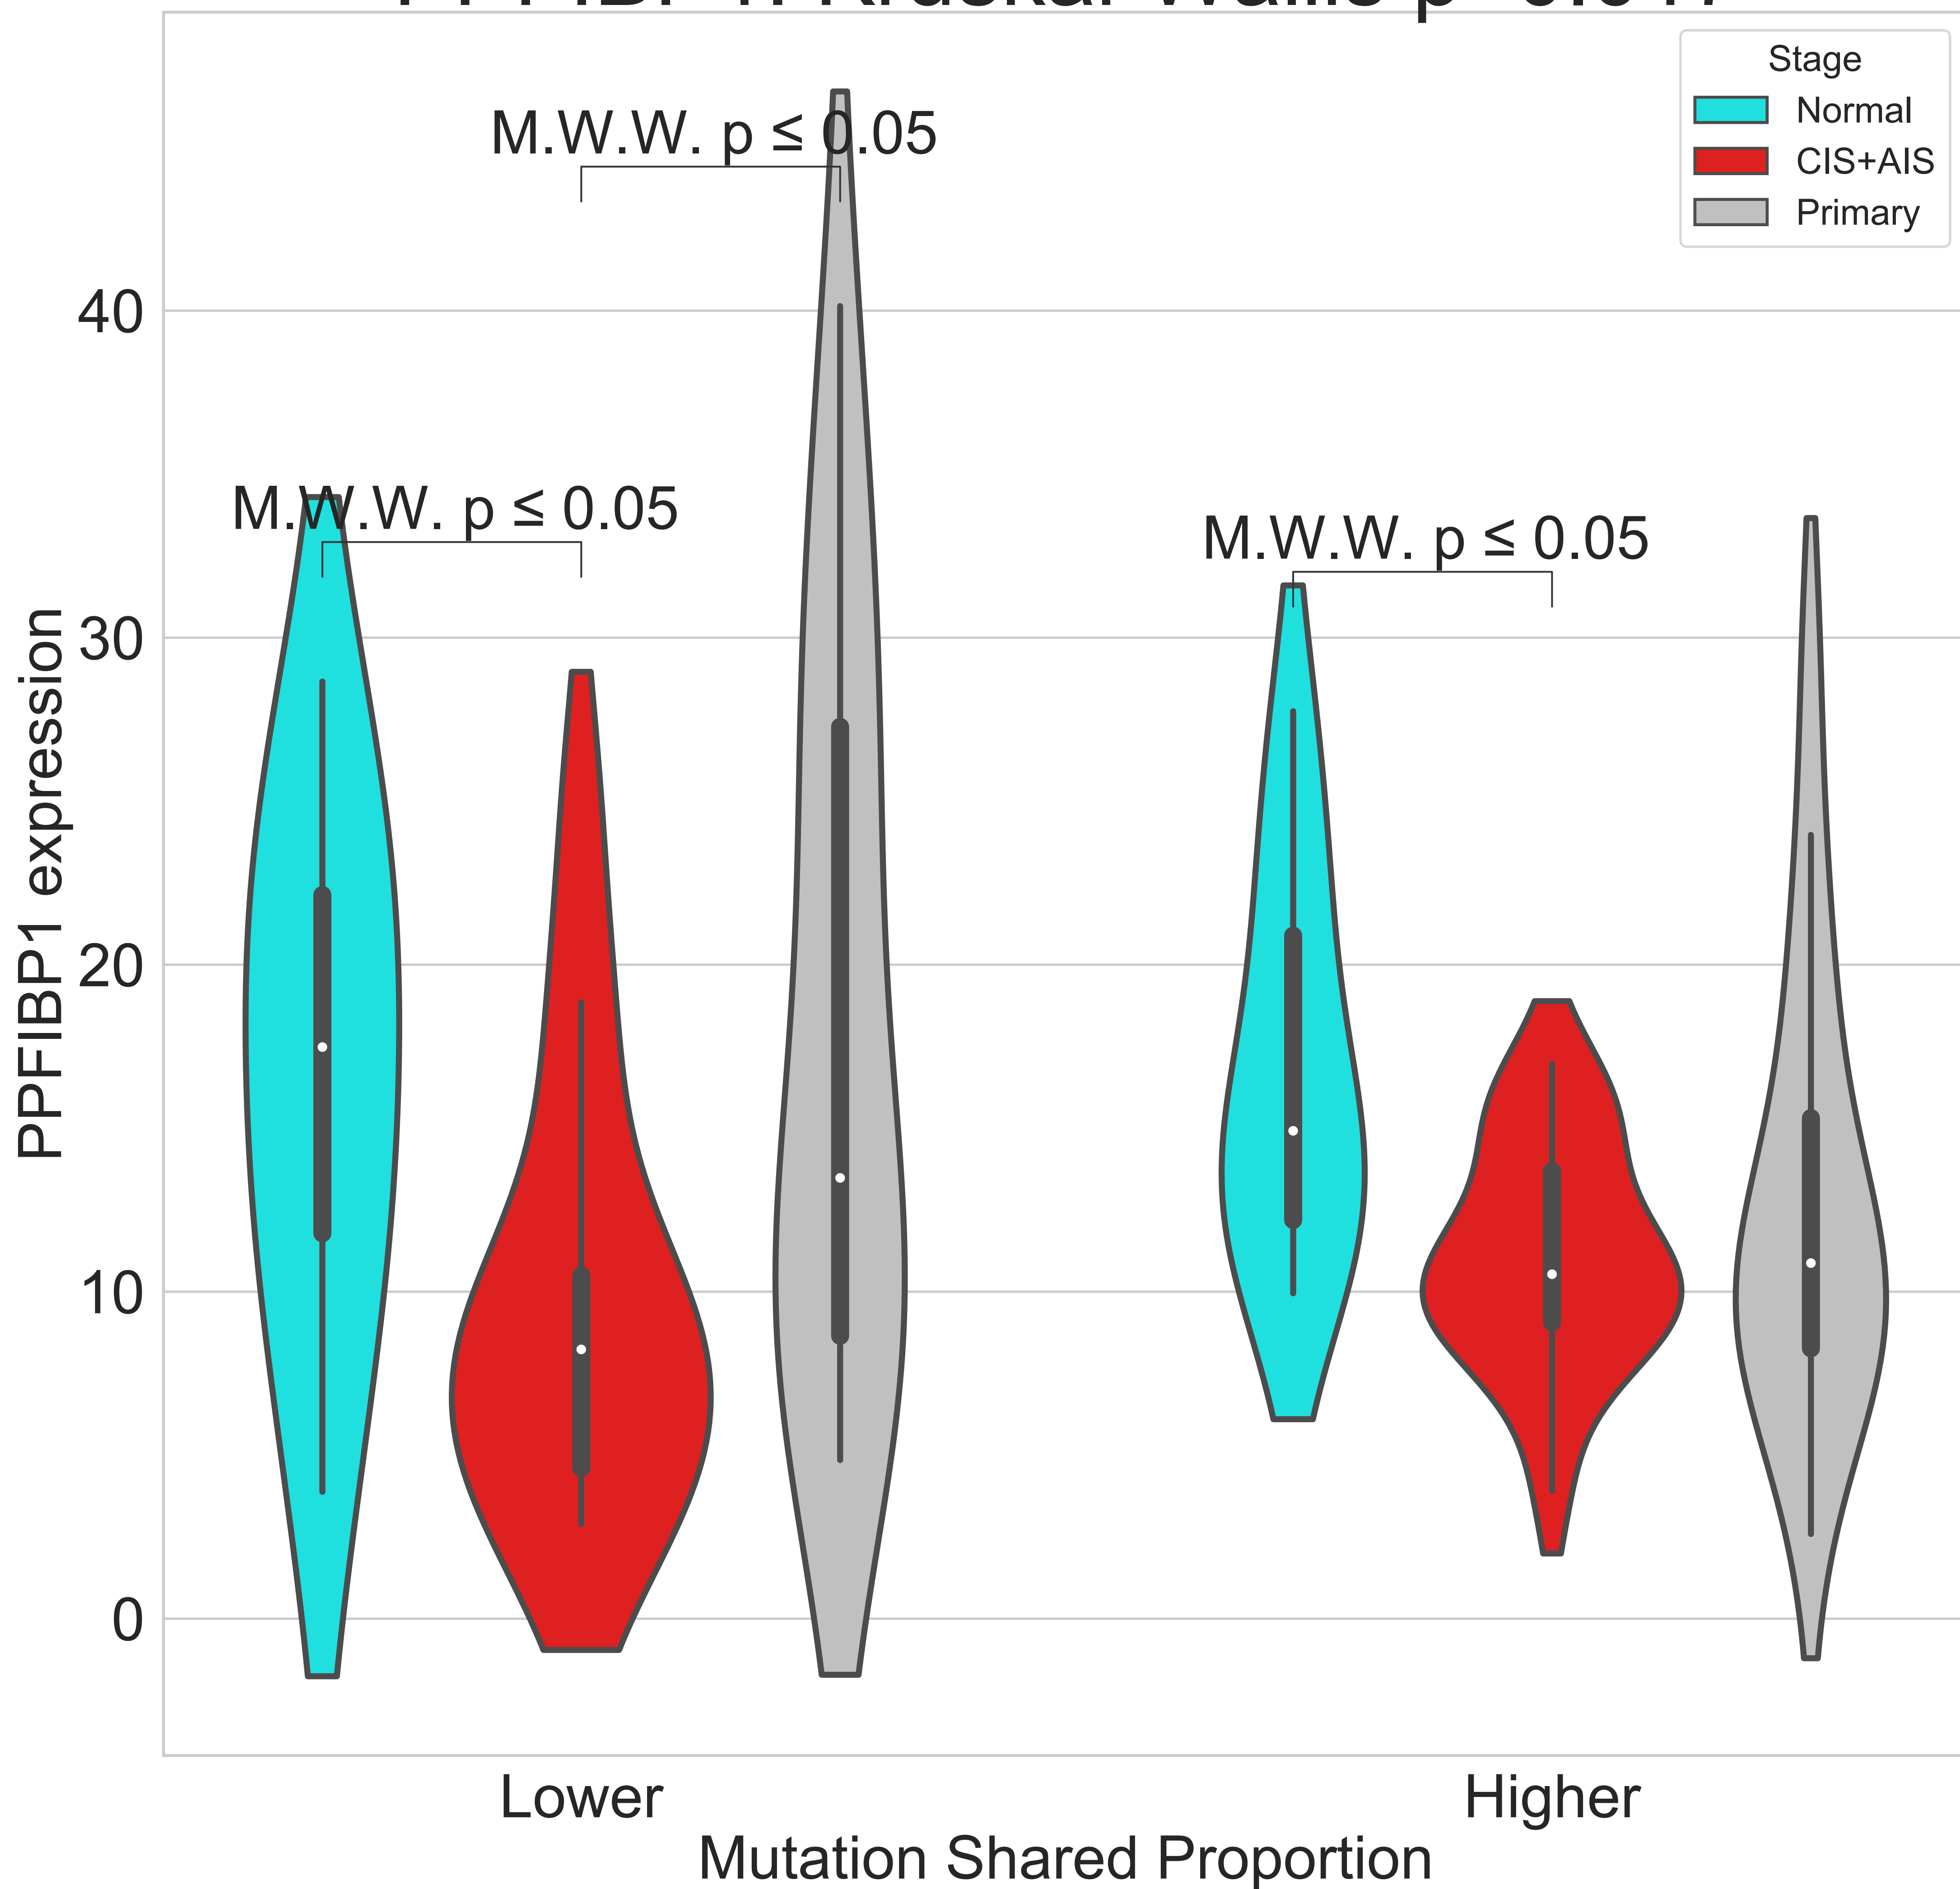 Stage
Normal
CIS+AIS
Primary
M.W.W. p ≤ 0.05
M.W.W. p ≤ 0.05
M.W.W. p ≤ 0.05
40
30
20
10
0
PPFIBP1 expression
Lower
Higher
Mutation Shared Proportion